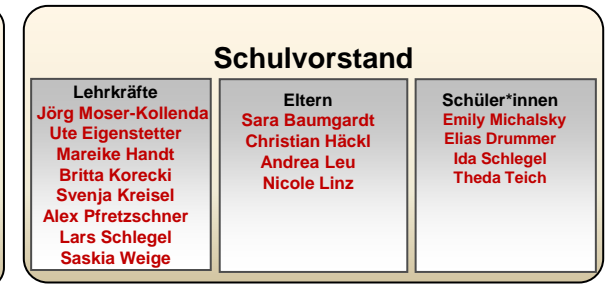 Schulvorstand
Lehrkräfte
Jörg Moser-Kollenda
Ute Eigenstetter
Mareike Handt
Britta Korecki
Svenja Kreisel
Alex Pfretzschner
Lars Schlegel
Saskia Weige
Eltern
Sara Baumgardt
Christian Häckl
Andrea Leu
Nicole Linz
Schüler*innen
Emily Michalsky
Elias Drummer
Ida Schlegel
Theda Teich